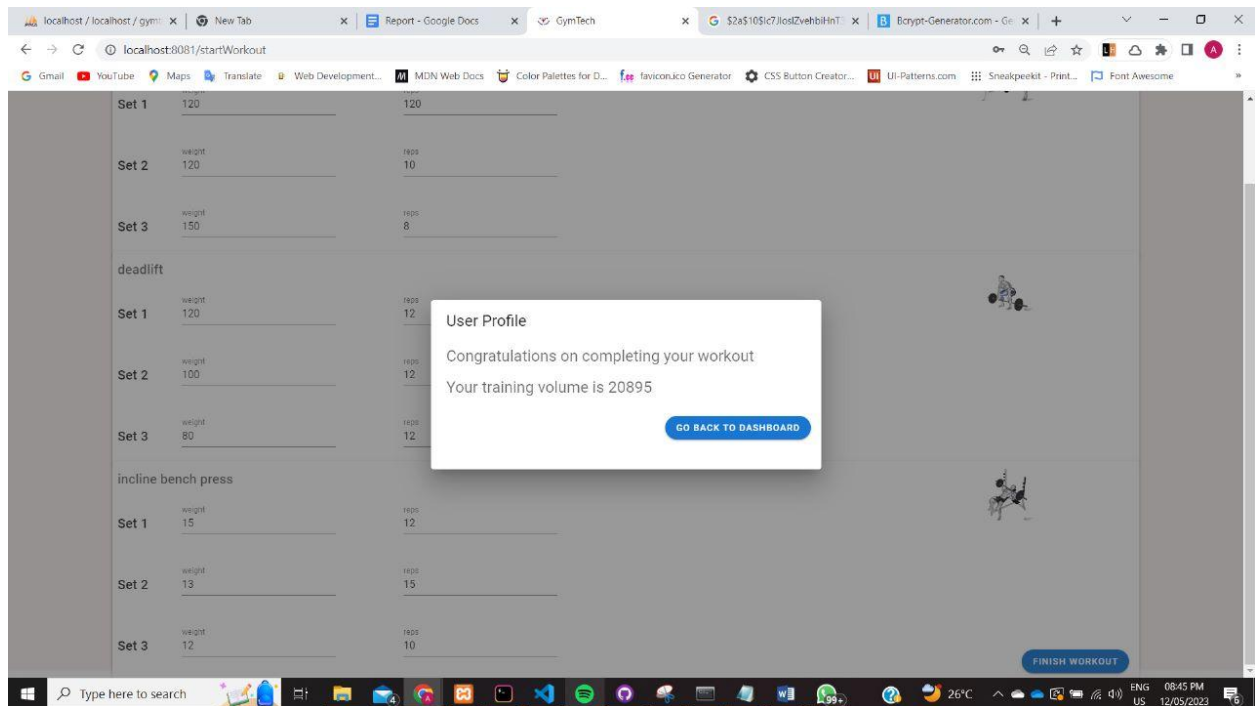 localhost / localhost / gymt
New Tab
Report - Google Docs
GymTech
Bcrypt-Generator.com - Ge
localhost:8081/startWorkout
Gmail YouTube Maps Translate Web Development... MDN Web Docs Color Palettes for D... favicon.ico Generator CSS Button Creator... UI-Patterns.com Sneakpeekit - Print... Font Awesome
Set 1 120 120
weight reps
Set 2 120 10
weight reps
Set 3 150 8
deadlift
weight reps
Set 1 120 12
weight reps
Set 2 100 12
weight reps
Set 3 80 12
User Profile
Congratulations on completing your workout
Your training volume is 20895
GO BACK TO DASHBOARD
incline bench press
weight reps
Set 1 15 12
weight reps
Set 2 13 15
weight reps
Set 3 12 10
FINISH WORKOUT
Type here to search
99+
26°C
ENG
US
08:45 PM
12/05/2023